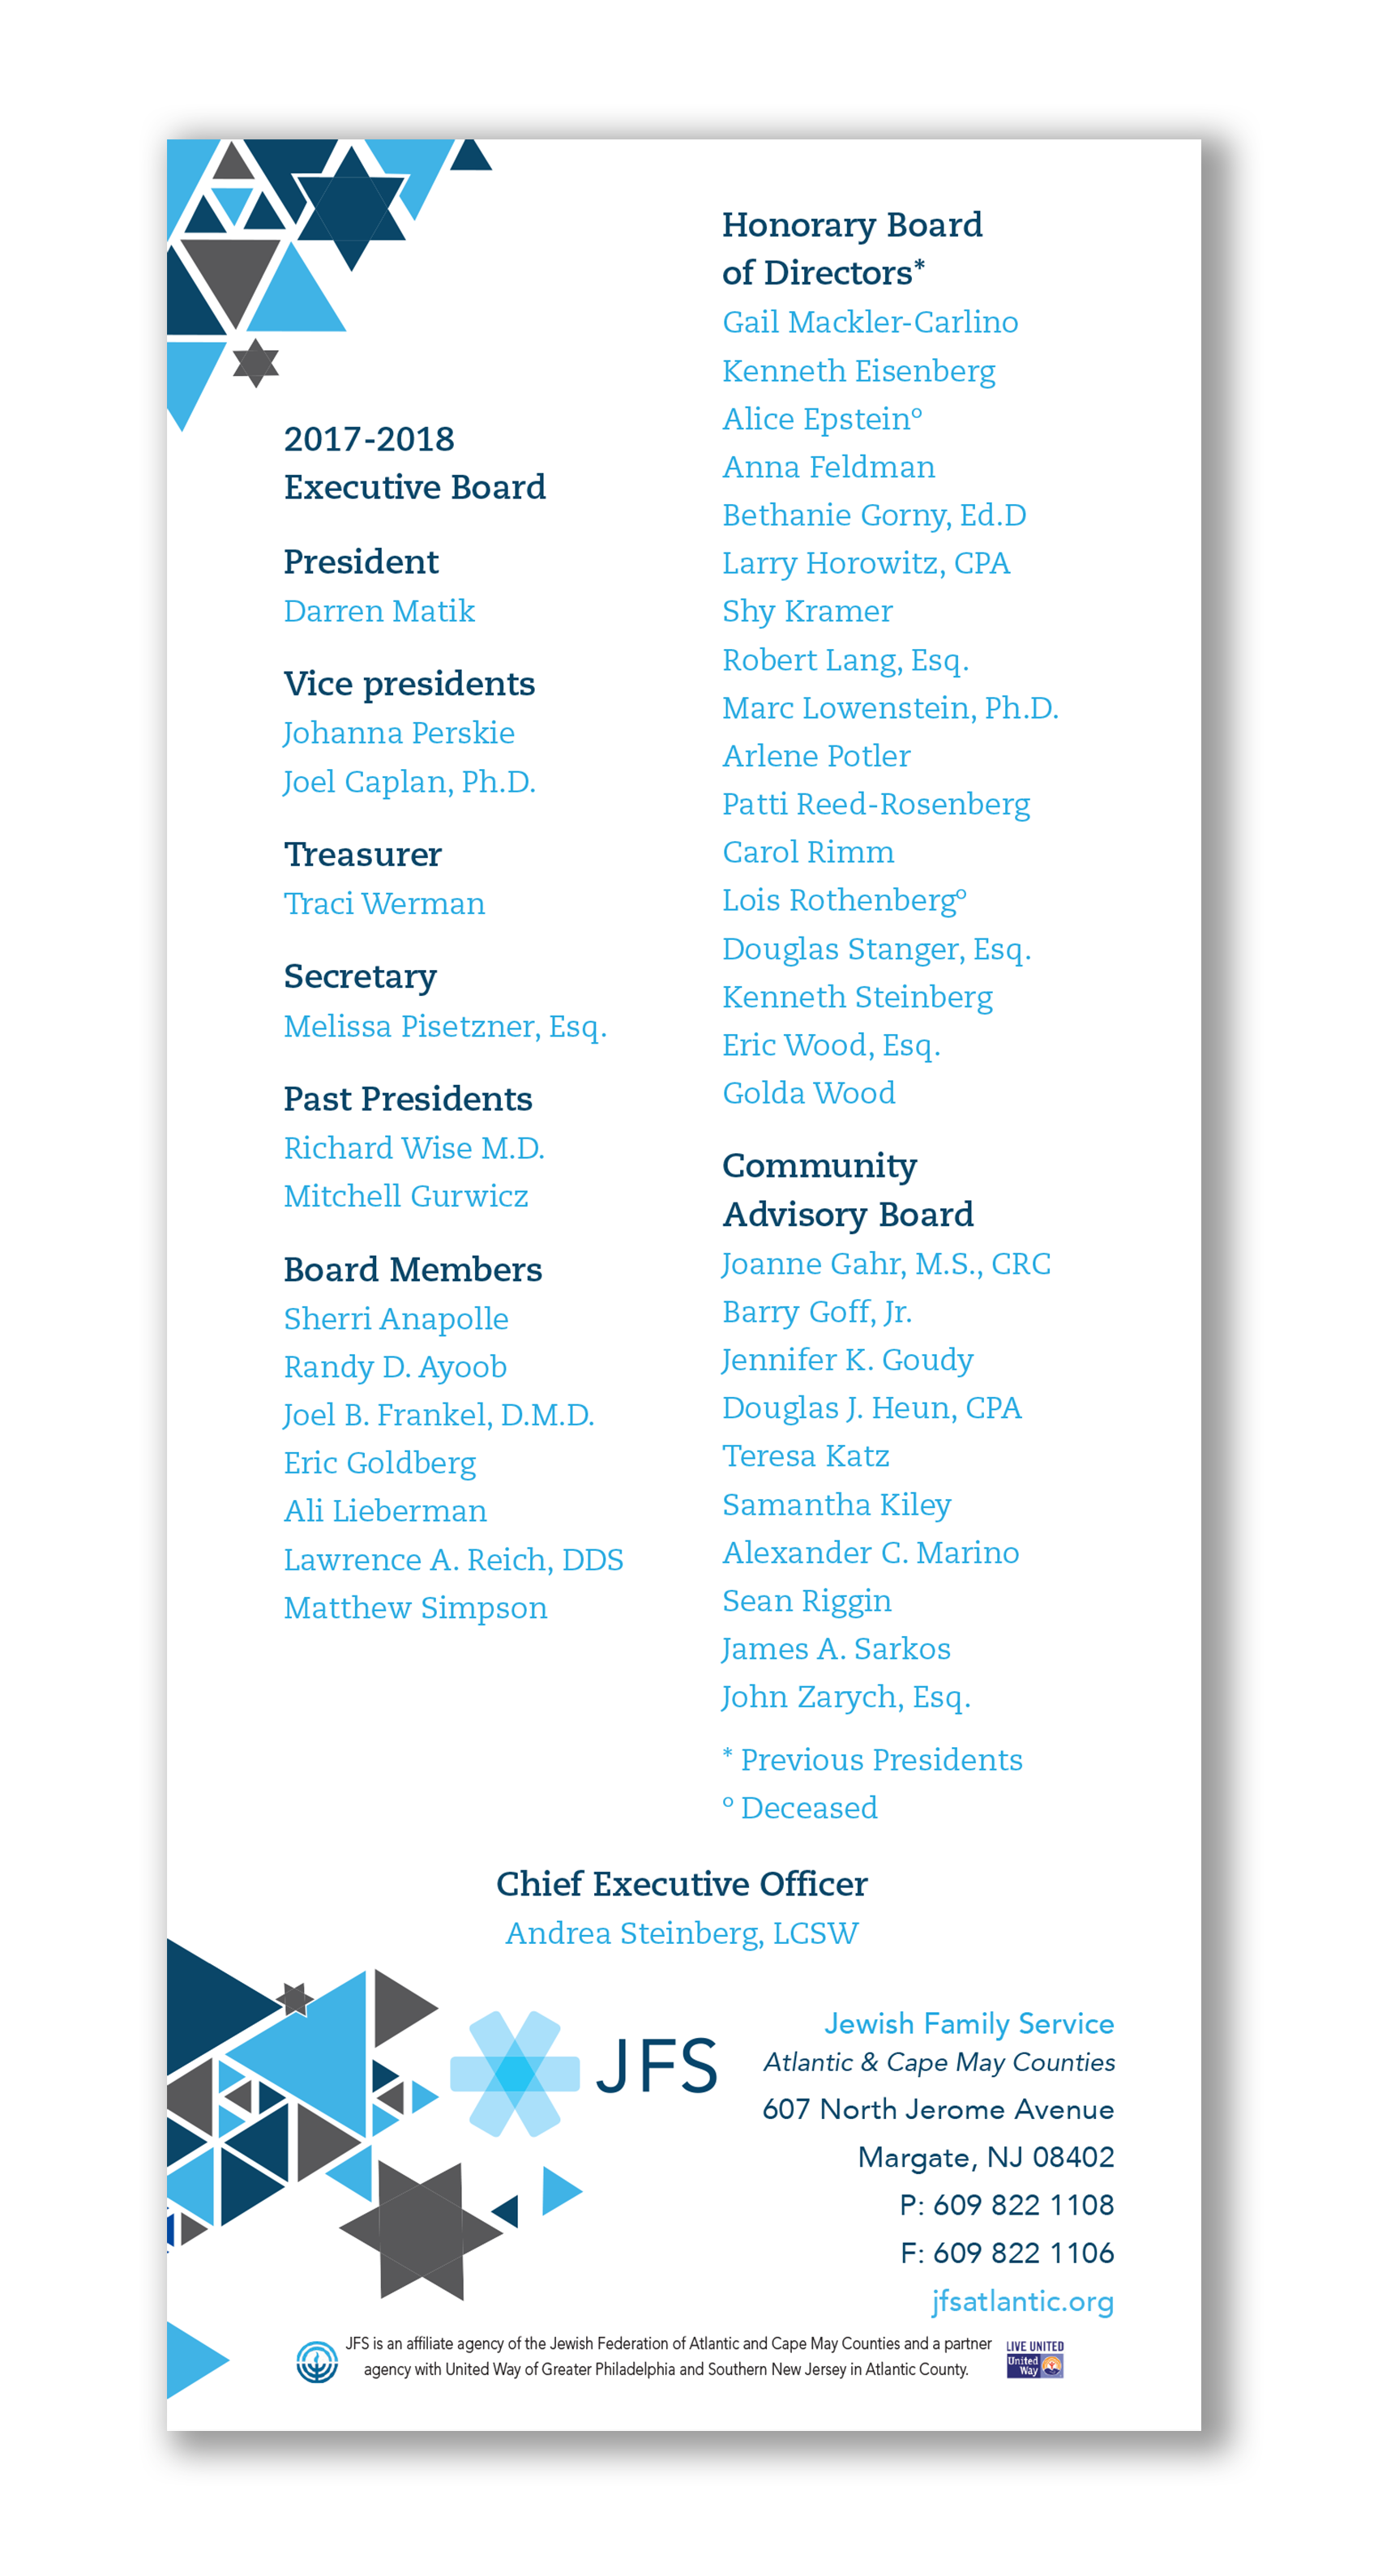 2017-2018
Executive Board
President
Darren Matik
Vice presidents
Johanna Perskie
Joel Caplan, Ph.D.
Treasurer
Traci Werman
Secretary
Melissa Pisetzner, Esq.
Past Presidents
Richard Wise M.D.
Mitchell Gurwicz
Board Members
Sherri Anapolle
Randy D. Ayoob
Joel B. Frankel, D.M.D.
Eric Goldberg
Ali Lieberman
Lawrence A. Reich, DDS
Matthew Simpson
Honorary Board
of Directors*
Gail Mackler-Carlino
Kenneth Eisenberg
Alice Epsteinº
Anna Feldman
Bethanie Gorny, Ed.D
Larry Horowitz, CPA
Shy Kramer
Robert Lang, Esq.
Marc Lowenstein, Ph.D.
Arlene Potler
Patti Reed-Rosenberg
Carol Rimm
Lois Rothenbergº
Douglas Stanger, Esq.
Kenneth Steinberg
Eric Wood, Esq.
Golda Wood
Community
Advisory Board
Joanne Gahr, M.S., CRC
Barry Goff, Jr.
Jennifer K. Goudy
Douglas J. Heun, CPA
Teresa Katz
Samantha Kiley
Alexander C. Marino
Sean Riggin
James A. Sarkos
John Zarych, Esq.
* Previous Presidents
º Deceased
Chief Executive Officer
Andrea Steinberg, LCSW
JFS
Jewish Family Service
Atlantic & Cape May Counties
607 North Jerome Avenue
Margate, NJ 08402
P: 609 822 1108
F: 609 822 1106
jfsatlantic.org
JFS is an affiliate agency of the Jewish Federation of Atlantic and Cape May Counties and a partner
agency with United Way of Greater Philadelphia and Southern New Jersey in Atlantic County.
LIVE UNITED
United
Way